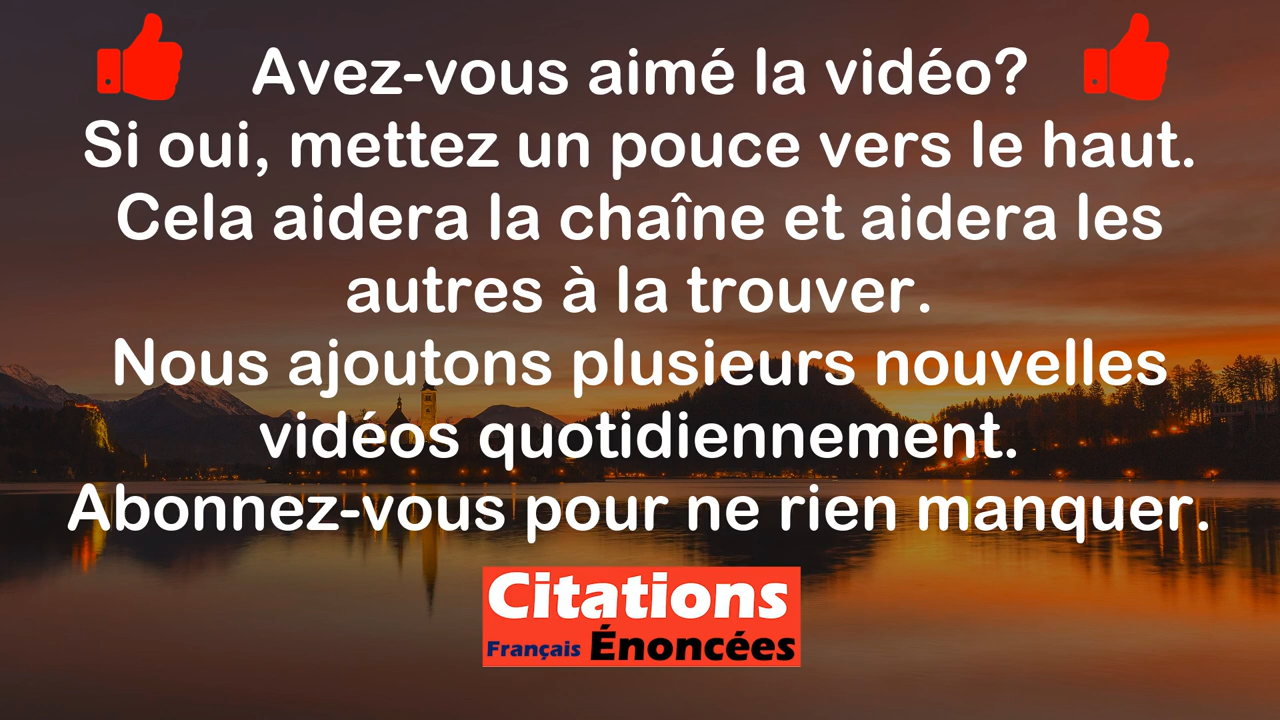 Avez-vous aimé la vidéo?
Si oui, mettez un pouce vers le haut.
Cela aidera la chaîne et aidera les
autres à la trouver.
Nous ajoutons plusieurs nouvelles
vidéos quotidiennement.
Abonnez-vous pour ne rien manquer.
Citations
Français Énoncées